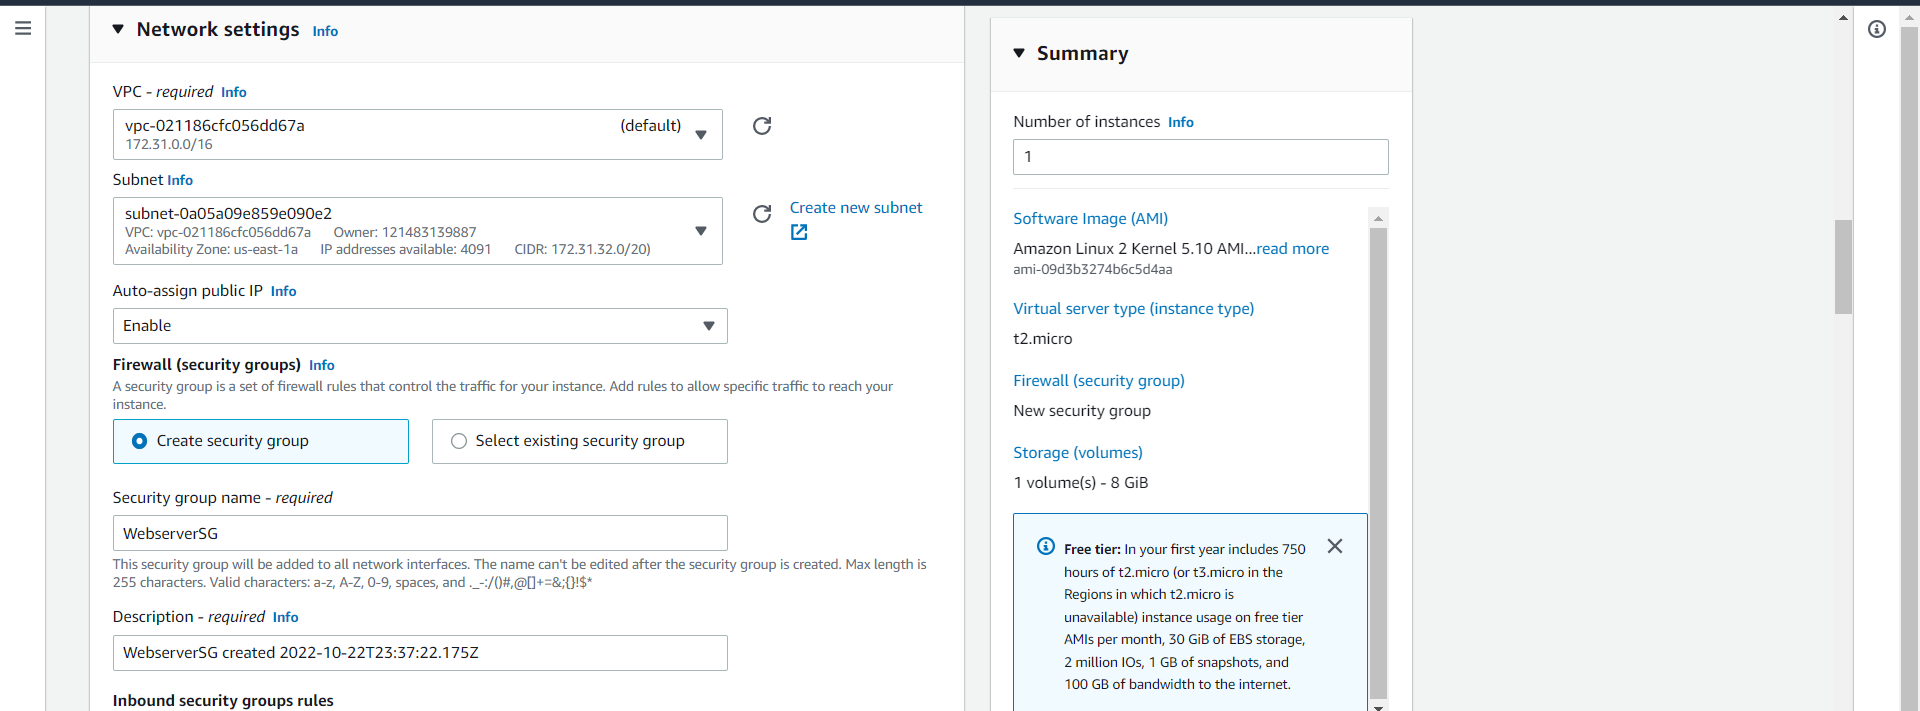 Network settings Info
VPC - required Info
vpc-021186cfc056dd67a (default)
172.31.0.0/16
Subnet Info
subnet-0a05a09e859e090e2
VPC: vpc-021186cfc056dd67a Owner: 121483139887
Availability Zone: us-east-1a IP addresses available: 4091 CIDR: 172.31.32.0/20)
Create new subnet
Auto-assign public IP Info
Enable
Firewall (security groups) Info
A security group is a set of firewall rules that control the traffic for your instance. Add rules to allow specific traffic to reach your
instance.
Create security group
Select existing security group
Security group name - required
WebserverSG
This security group will be added to all network interfaces. The name can't be edited after the security group is created. Max length is
255 characters. Valid characters: a-z, A-Z, 0-9, spaces, and ._-:/()#,@[]+=&;{}!$*
Description - required Info
WebserverSG created 2022-10-22T23:37:22.175Z
Inbound security groups rules
Summary
Number of instances Info
1
Software Image (AMI)
Amazon Linux 2 Kernel 5.10 AMI...read more
ami-09d3b3274b6c5d4aa
Virtual server type (instance type)
t2.micro
Firewall (security group)
New security group
Storage (volumes)
1 volume(s) - 8 GiB
Free tier: In your first year includes 750
hours of t2.micro (or t3.micro in the
Regions in which t2.micro is
unavailable) instance usage on free tier
AMIs per month, 30 GiB of EBS storage,
2 million IOs, 1 GB of snapshots, and
100 GB of bandwidth to the internet.